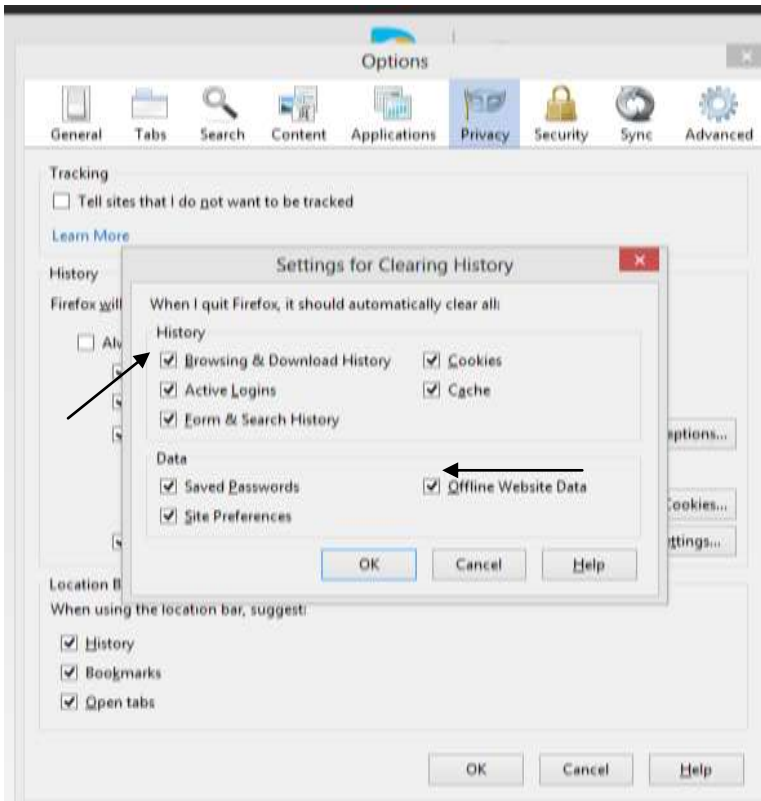 Options
General Tabs Search Content Applications Privacy Security Sync Advanced
Tracking
Tell sites that I do not want to be tracked
Learn More
Settings for Clearing History
History
Firefox will
When I quit Firefox, it should automatically clear all:
History
Browsing & Download History Cookies
Active Logins Cache
Form & Search History
Data
Saved Passwords Offline Website Data
Site Preferences
OK Cancel Help
Location B
When using the location bar, suggest:
History
Bookmarks
Open tabs
OK Cancel Help